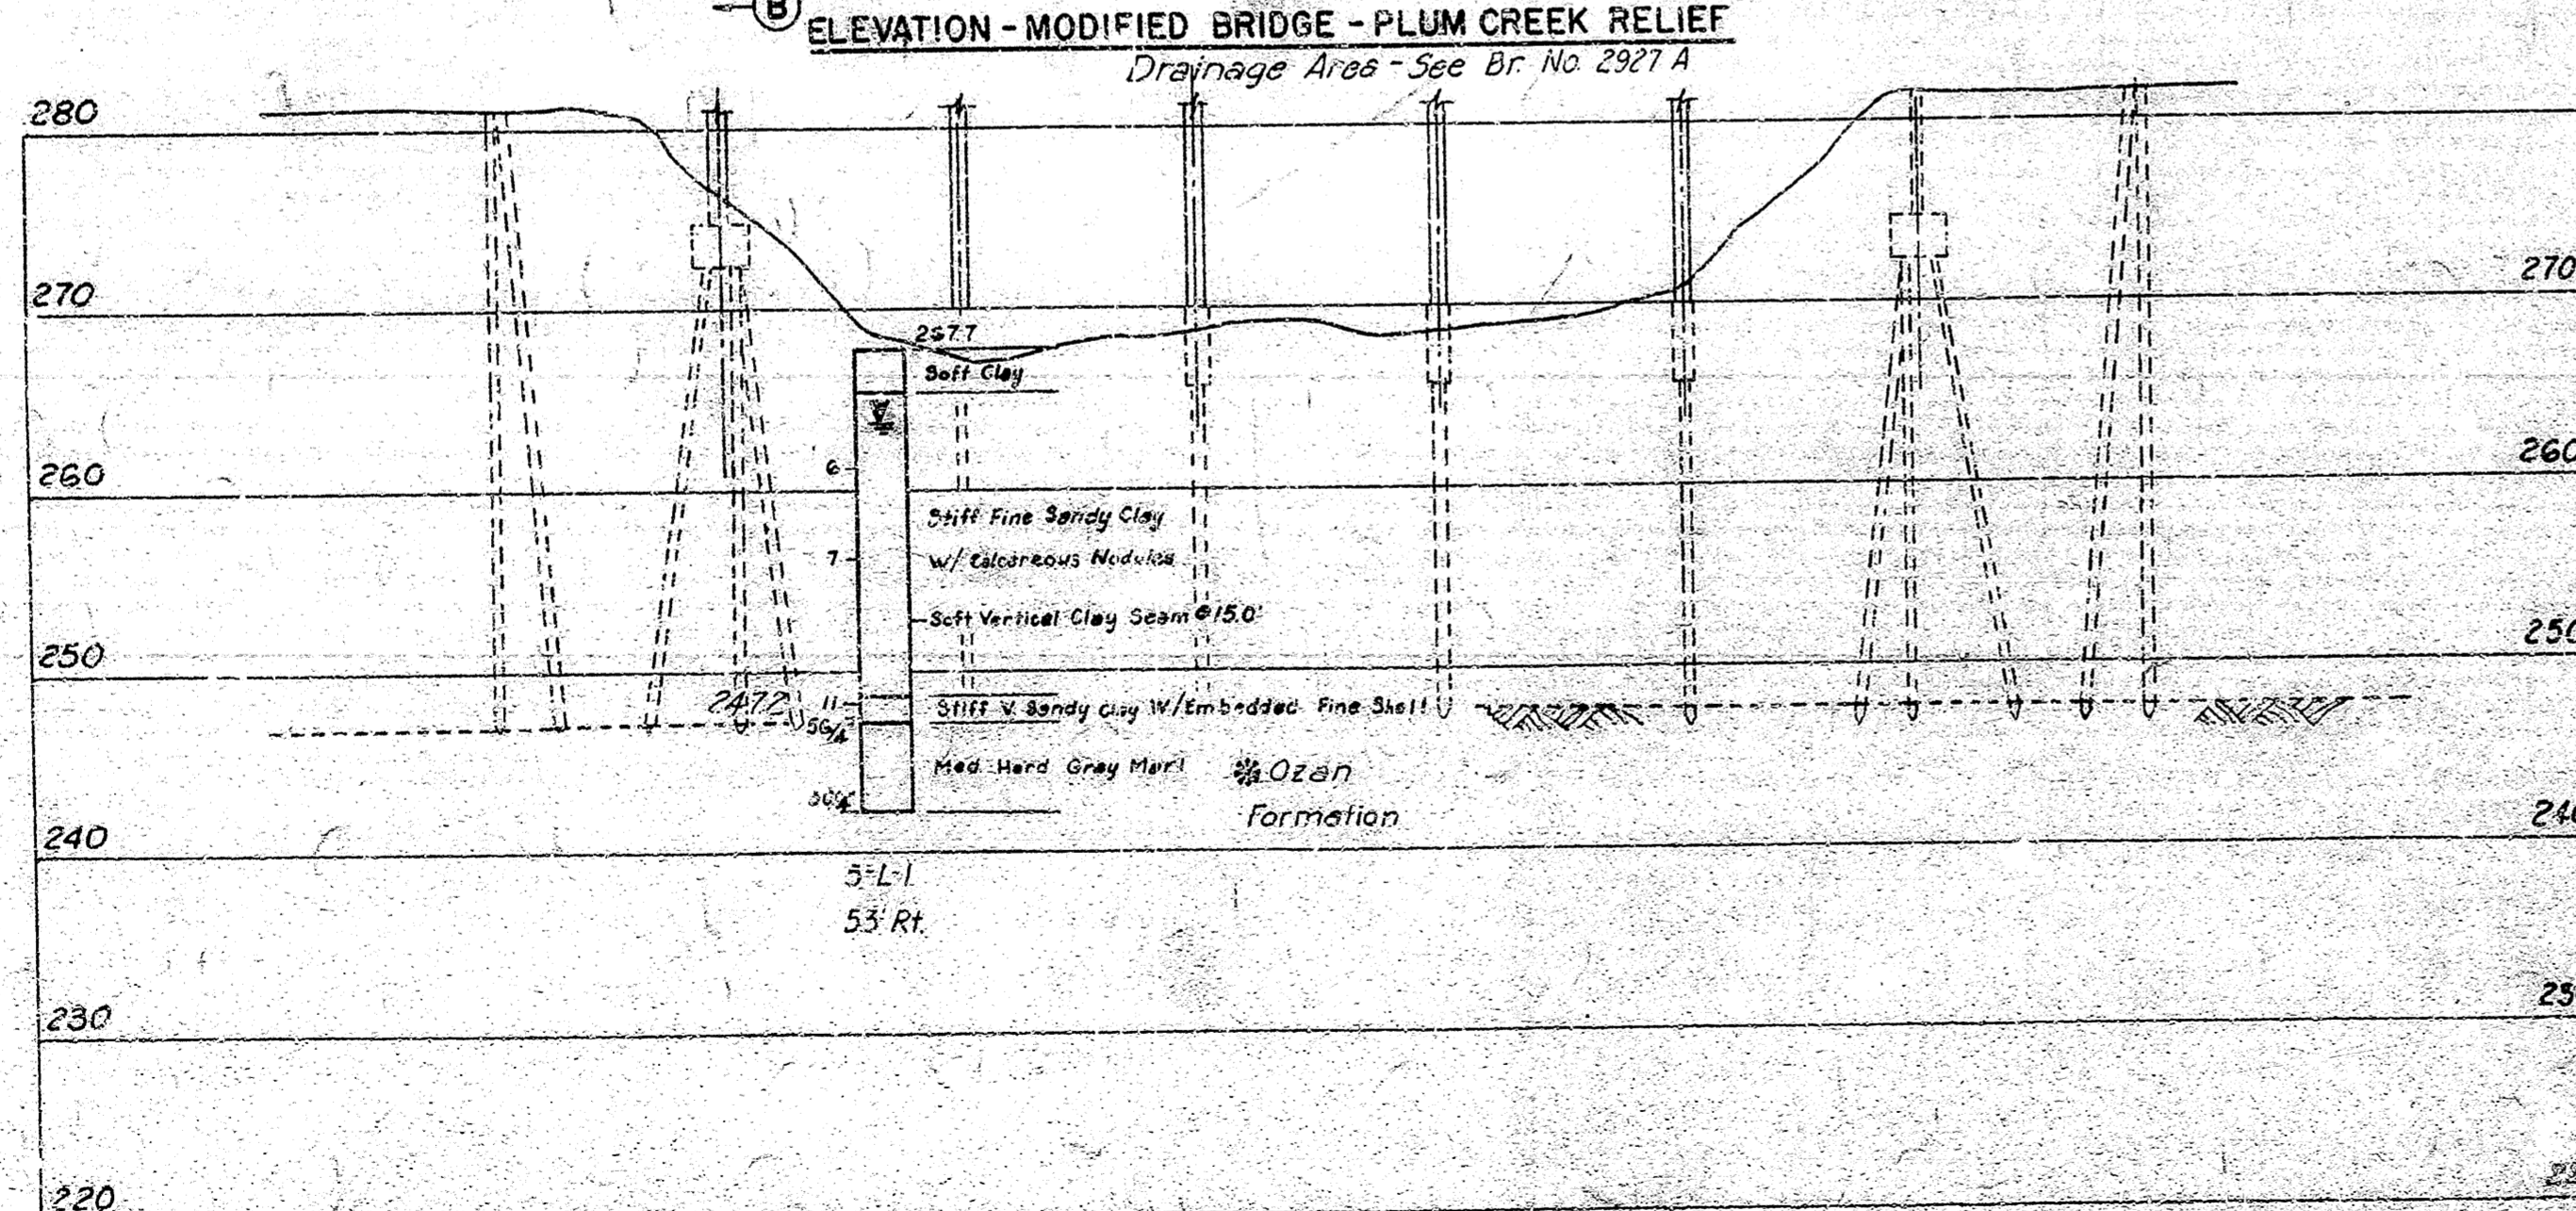 B
ELEVATION - MODIFIED BRIDGE - PLUM CREEK RELIEF
Drainage Area - See Br. No. 2927 A
280
270 270
267.7
Soft Clay
260 260
6
Stiff Fine Sandy Clay
7 W/ Calcareous Nodules
Soft Vertical Clay Seam @ 15.0'
250 250
247.2 11 Stiff V. Sandy Clay W/Embedded Fine Shell
Med. Hard Gray Marl * Ozan
Formation
240 240
5-L-1
53' Rt.
230 23
220